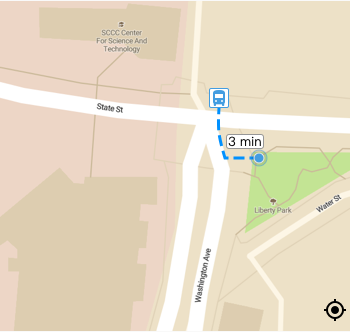 SCCC Center
For Science And
Technology
State St
3 min
Liberty Park
Water St
Washington Ave